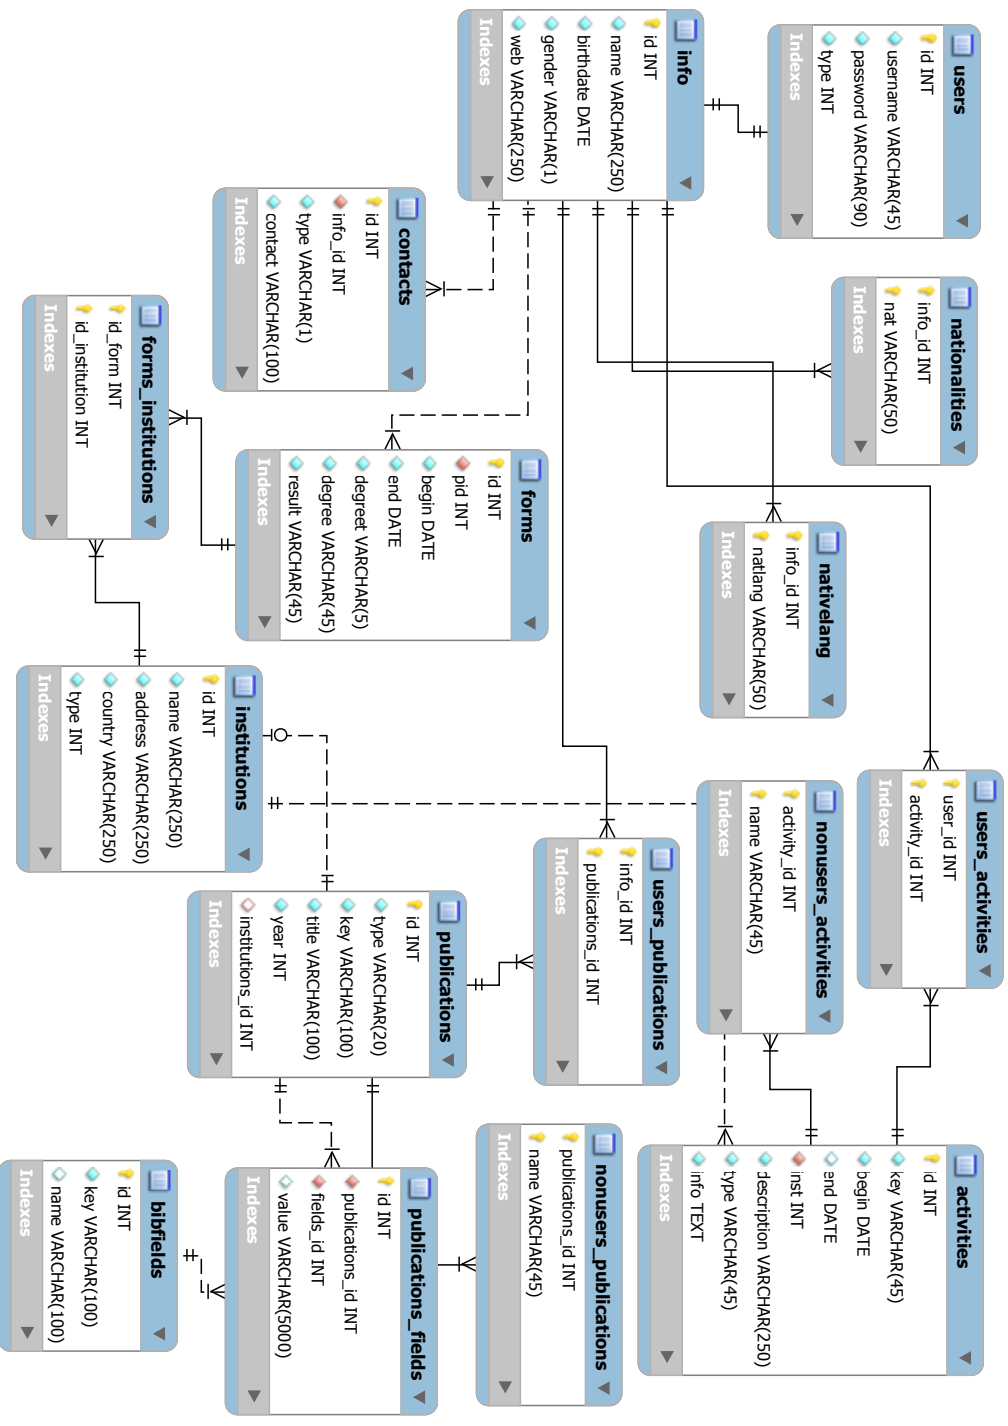 users
id INT
username VARCHAR(45)
password VARCHAR(90)
type INT
Indexes
info
id INT
name VARCHAR(250)
birthdate DATE
gender VARCHAR(1)
web VARCHAR(250)
Indexes
nationalities
info_id INT
nat VARCHAR(50)
Indexes
contacts
id INT
info_id INT
type VARCHAR(1)
contact VARCHAR(100)
Indexes
nativelang
info_id INT
natlang VARCHAR(50)
Indexes
forms
id INT
pid INT
begin DATE
end DATE
degreet VARCHAR(5)
degree VARCHAR(45)
result VARCHAR(45)
Indexes
forms_institutions
id_form INT
id_institution INT
Indexes
users_activities
user_id INT
activity_id INT
Indexes
nonusers_activities
activity_id INT
name VARCHAR(45)
Indexes
institutions
id INT
name VARCHAR(250)
address VARCHAR(250)
country VARCHAR(250)
type INT
Indexes
users_publications
info_id INT
publications_id INT
Indexes
publications
id INT
type VARCHAR(20)
key VARCHAR(100)
title VARCHAR(100)
year INT
institutions_id INT
Indexes
activities
id INT
key VARCHAR(45)
begin DATE
end DATE
inst INT
description VARCHAR(250)
type VARCHAR(45)
info TEXT
Indexes
nonusers_publications
publications_id INT
name VARCHAR(45)
Indexes
publications_fields
id INT
publications_id INT
fields_id INT
value VARCHAR(5000)
Indexes
bibfields
id INT
key VARCHAR(100)
name VARCHAR(100)
Indexes